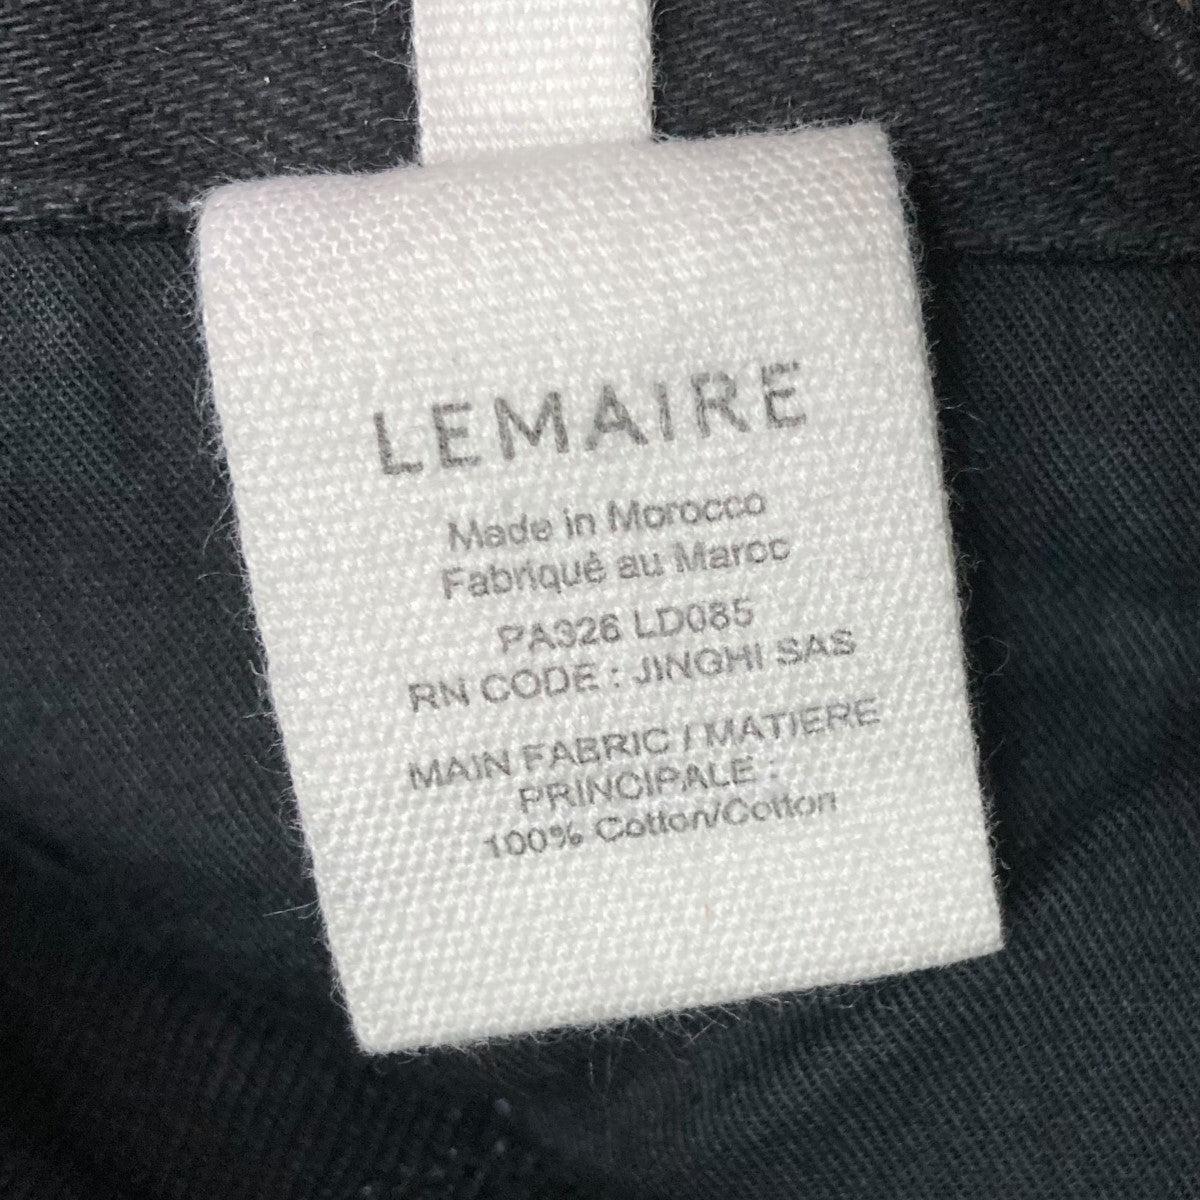 LEMAIRE
Made in Morocco
Fabriqué au Maroc
PA326 LD085
RN CODE : JINGHI SAS
MAIN FABRIC / MATIERE
PRINCIPALE :
100% Cotton/Cotton